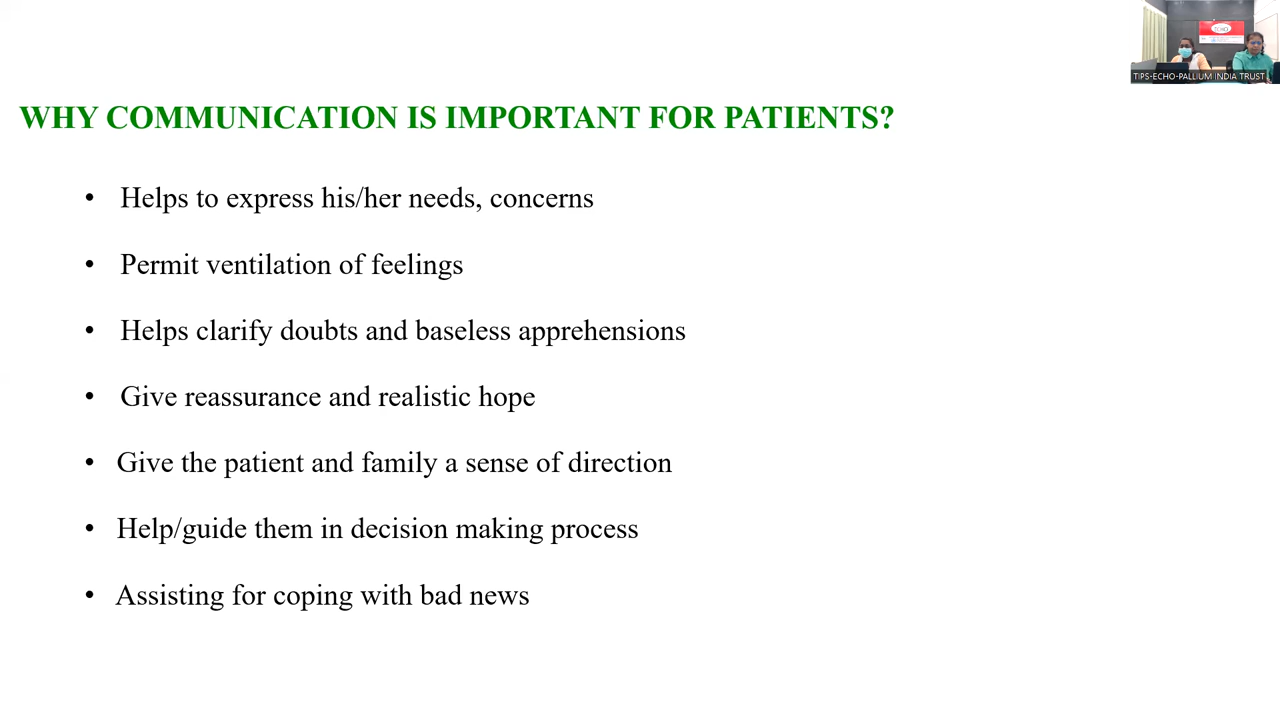 WHY COMMUNICATION IS IMPORTANT FOR PATIENTS?
• Helps to express his/her needs, concerns
• Permit ventilation of feelings
• Helps clarify doubts and baseless apprehensions
• Give reassurance and realistic hope
• Give the patient and family a sense of direction
• Help/guide them in decision making process
• Assisting for coping with bad news
TIPS-ECHO-PALLIUM INDIA TRUST